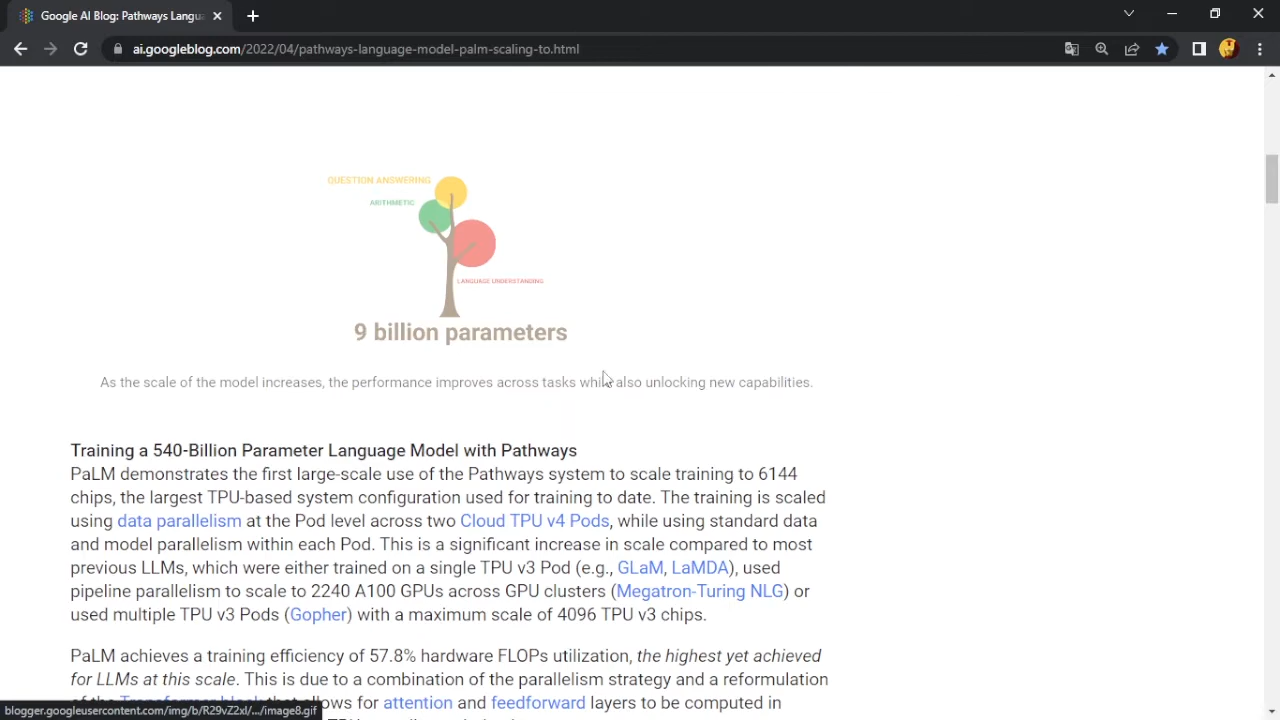 Google AI Blog: Pathways Langu
ai.googleblog.com/2022/04/pathways-language-model-palm-scaling-to.html
QUESTION ANSWERING
ARITHMETIC
LANGUAGE UNDERSTANDING
9 billion parameters
As the scale of the model increases, the performance improves across tasks while also unlocking new capabilities.
Training a 540-Billion Parameter Language Model with Pathways
PaLM demonstrates the first large-scale use of the Pathways system to scale training to 6144
chips, the largest TPU-based system configuration used for training to date. The training is scaled
using data parallelism at the Pod level across two Cloud TPU v4 Pods, while using standard data
and model parallelism within each Pod. This is a significant increase in scale compared to most
previous LLMs, which were either trained on a single TPU v3 Pod (e.g., GLaM, LaMDA), used
pipeline parallelism to scale to 2240 A100 GPUs across GPU clusters (Megatron-Turing NLG) or
used multiple TPU v3 Pods (Gopher) with a maximum scale of 4096 TPU v3 chips.
PaLM achieves a training efficiency of 57.8% hardware FLOPs utilization, the highest yet achieved
for LLMs at this scale. This is due to a combination of the parallelism strategy and a reformulation
of the Transformer block that allows for attention and feedforward layers to be computed in
blogger.googleusercontent.com/img/b/R29vZ2xl/.../image8.gif